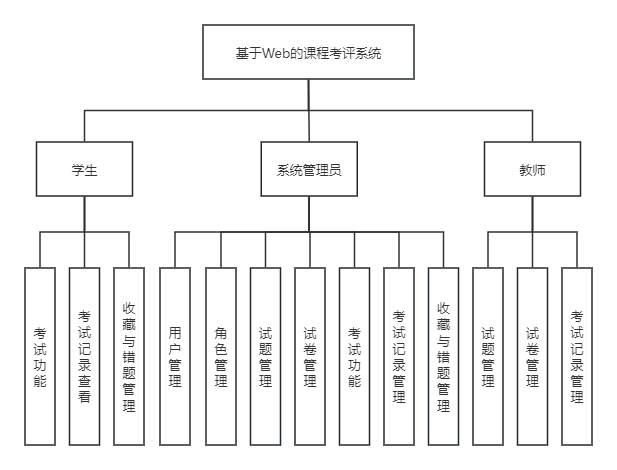 基于Web的课程考评系统
学生
系统管理员
教师
考试功能
考试记录查看
收藏与错题管理
用户管理
角色管理
试题管理
试卷管理
考试功能
考试记录管理
收藏与错题管理
试题管理
试卷管理
考试记录管理